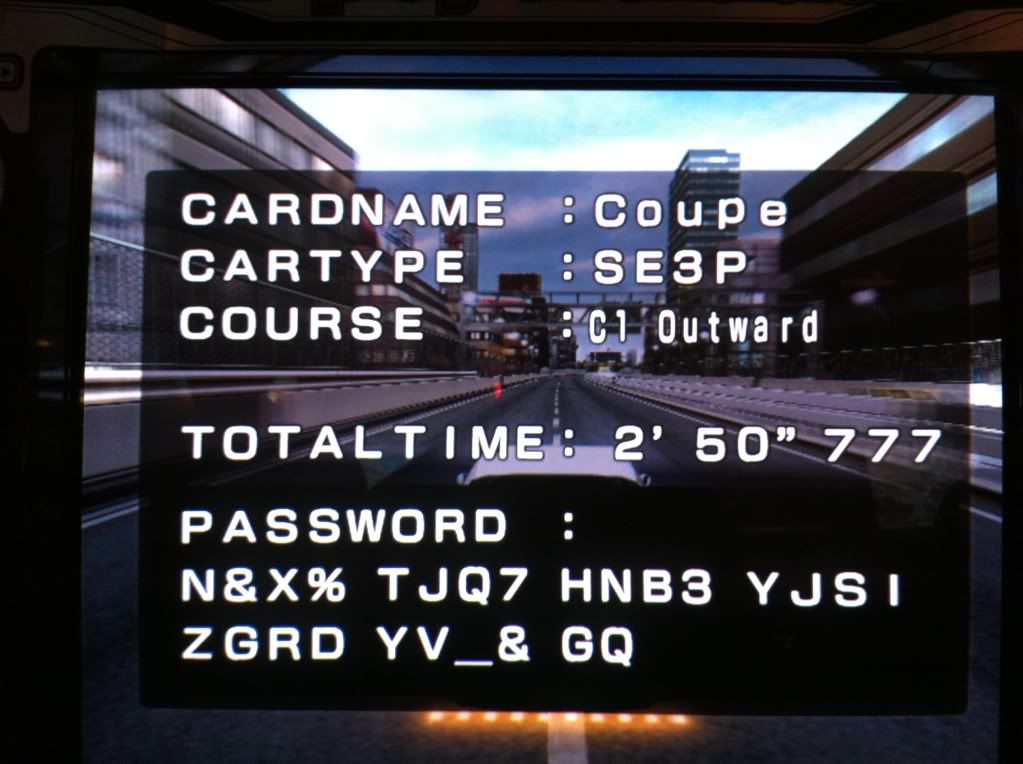 CARDNAME : Coupe
CARTYPE : SE3P
COURSE : C1 Outward
TOTALTIME: 2’ 50” 777
PASSWORD :
N&X% TJQ7 HNB3 YJSI
ZGRD YV_& GQ